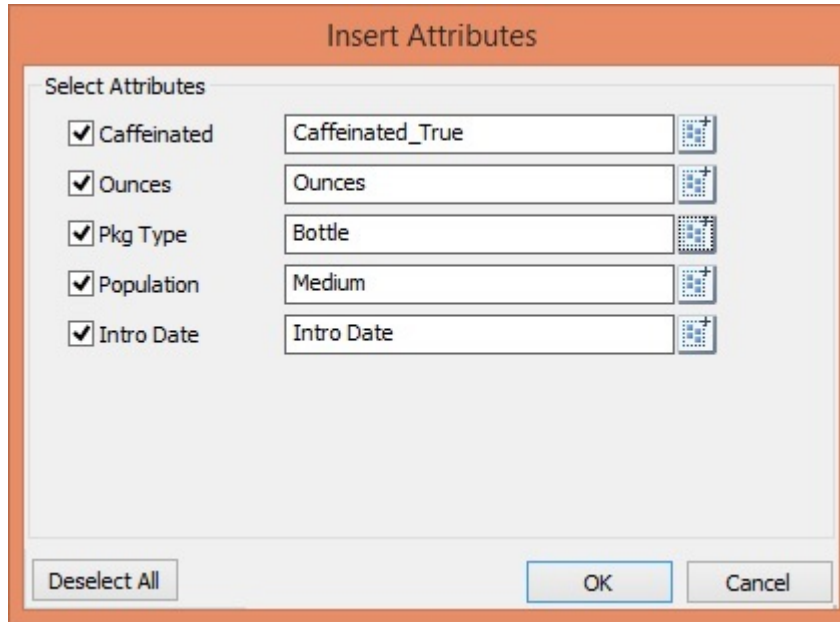 Insert Attributes
Select Attributes
Caffeinated Caffeinated_True
Ounces Ounces
Pkg Type Bottle
Population Medium
Intro Date Intro Date
Deselect All OK Cancel